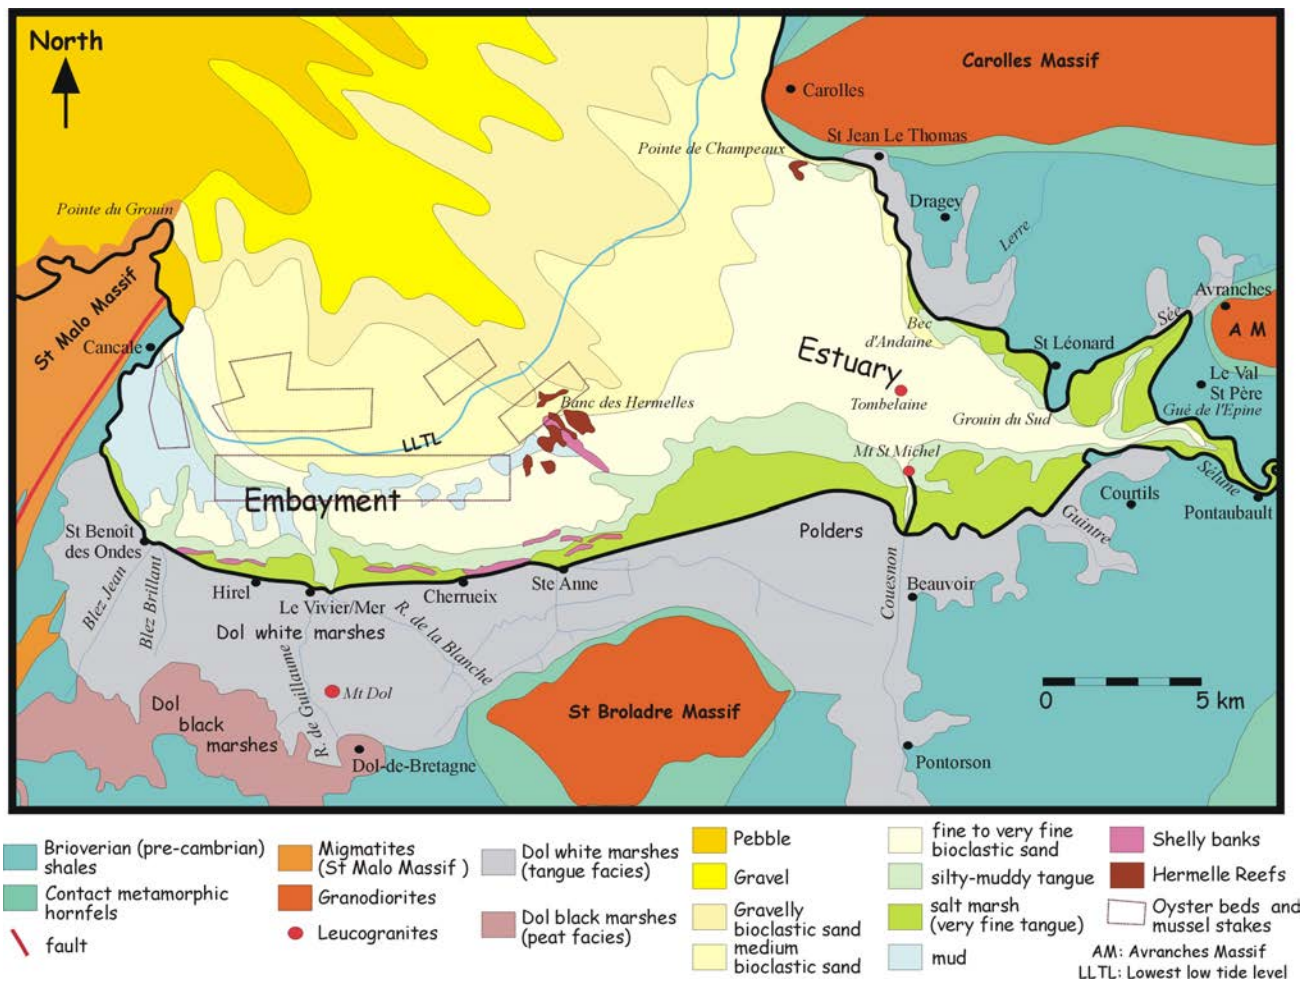 North
Carolles Massif
Carolles
St Jean Le Thomas
Pointe de Champeaux
Dragey
Lerre
Pointe du Grouin
St Malo Massif
Avranches
Sée
A M
Cancale
Bec
d'Andaine
St Léonard
Estuary
Le Val
St Père
Tombelaine
Grouin du Sud
Gué de l'Epine
Banc des Hermelles
LLTL
Mt St Michel
Sélune
Embayment
Courtils
Pontaubault
Guintre
St Benoît
des Ondes
Polders
Blez Jean
Blez Brillant
Hirel
Le Vivier/Mer
Cherrueix
Ste Anne
Couesnon
Beauvoir
Dol white marshes
R. de la Blanche
R. de Guillaume
Mt Dol
0 5 km
Dol
black
marshes
St Broladre Massif
Dol-de-Bretagne
Pontorson
Brioverian (pre-cambrian)
shales
Contact metamorphic
hornfels
fault
Migmatites
(St Malo Massif )
Granodiorites
Leucogranites
Dol white marshes
(tangue facies)
Dol black marshes
(peat facies)
Pebble
Gravel
Gravelly
bioclastic sand
medium
bioclastic sand
fine to very fine
bioclastic sand
silty-muddy tangue
salt marsh
(very fine tangue)
mud
Shelly banks
Hermelle Reefs
Oyster beds and
mussel stakes
AM: Avranches Massif
LLTL: Lowest low tide level